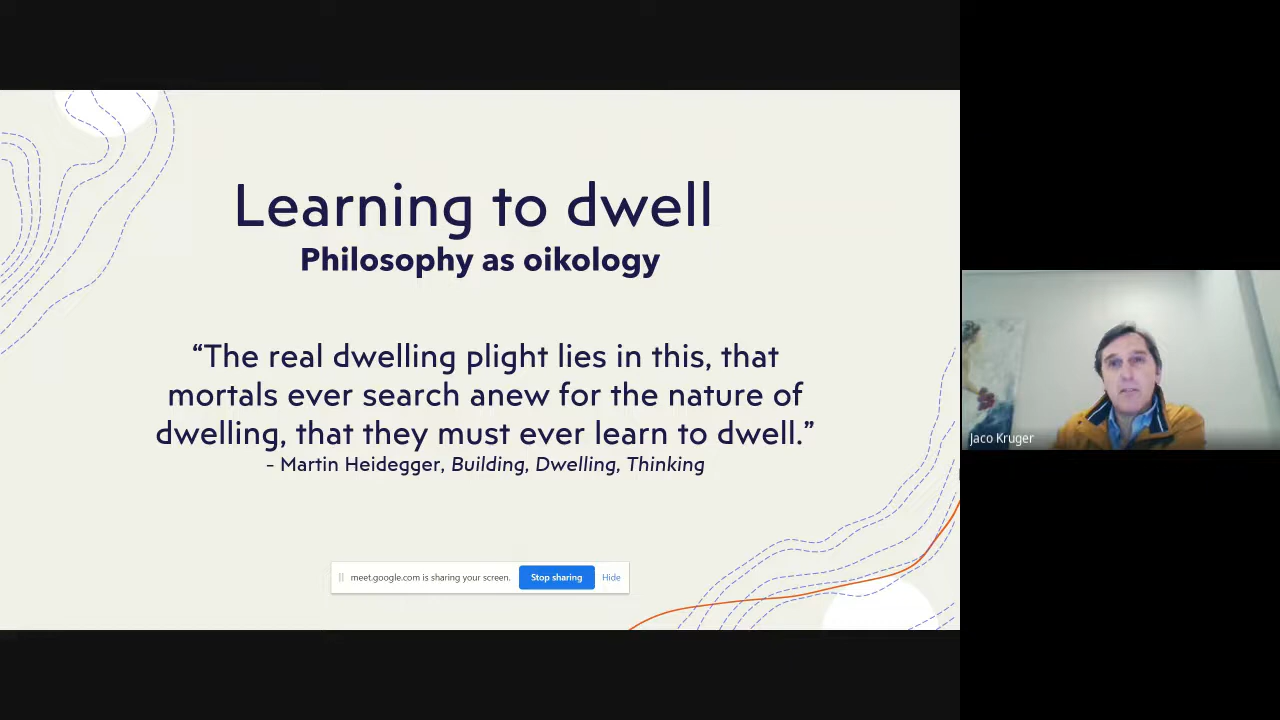 Learning to dwell
Philosophy as oikology
“The real dwelling plight lies in this, that
mortals ever search anew for the nature of
dwelling, that they must ever learn to dwell.”
- Martin Heidegger, Building, Dwelling, Thinking
meet.google.com is sharing your screen. Stop sharing Hide
Jaco Kruger